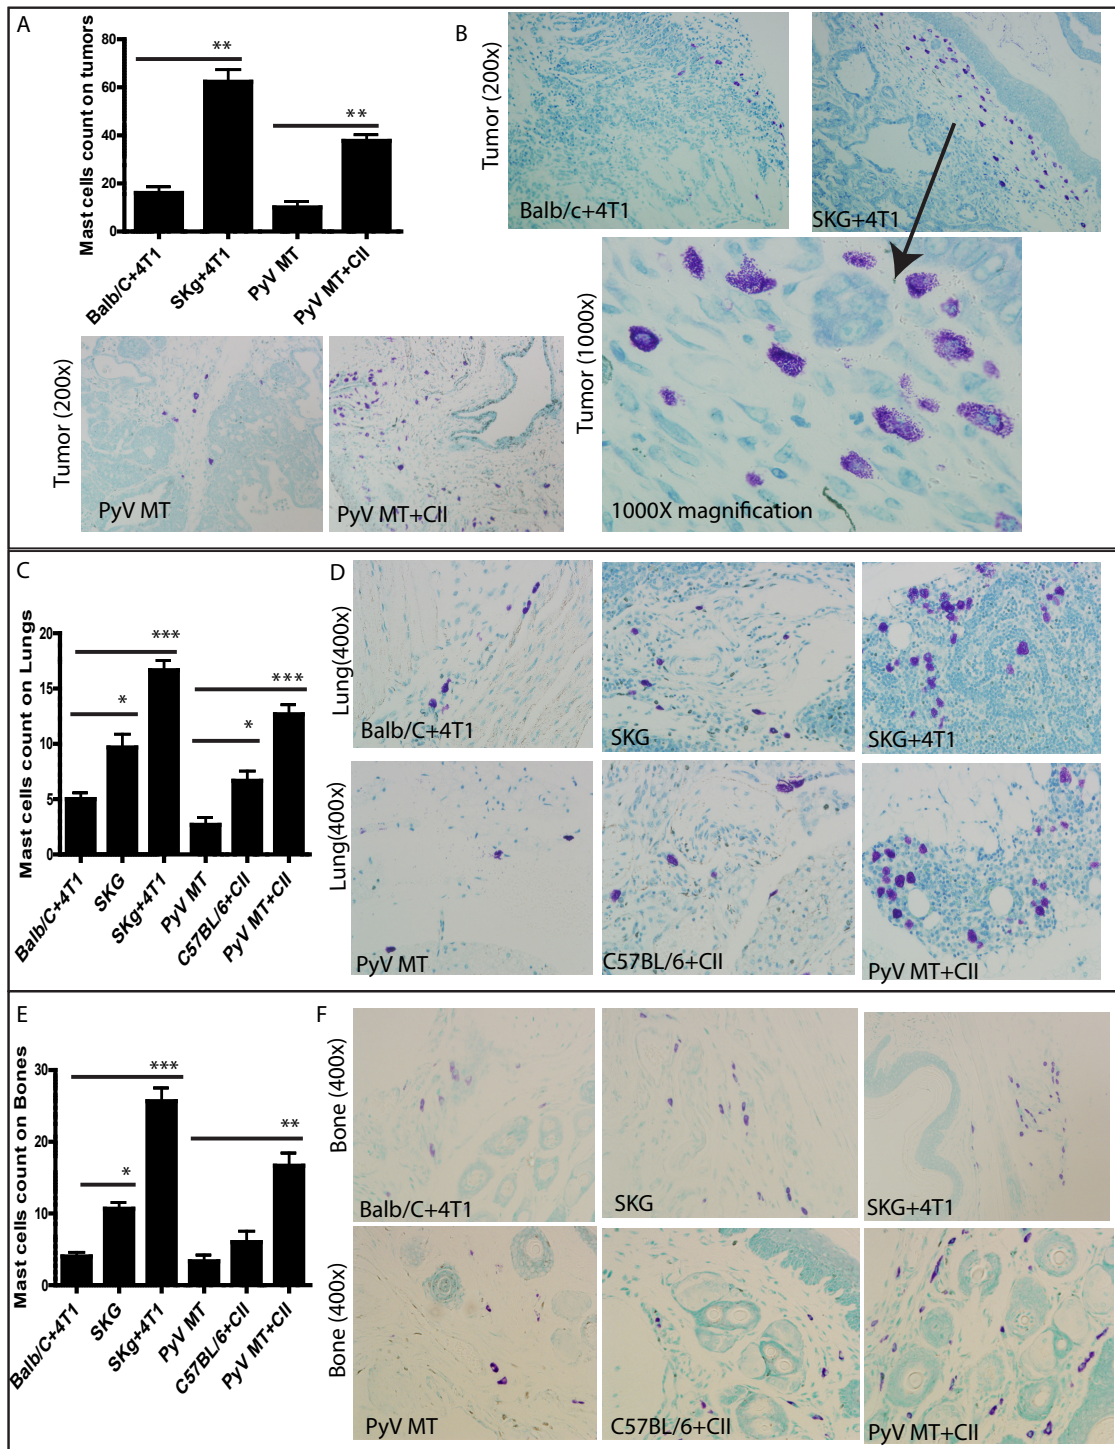 A
Mast cells count on tumors
80
60
40
20
0
**
**
Balb/C+4T1
SKg+4T1
PyV MT
PyV MT+CII
Tumor (200x)
PyV MT
PyV MT+CII
B
Tumor (200x)
Balb/c+4T1
SKG+4T1
Tumor (1000x)
1000X magnification
C
Mast cells count on Lungs
20
15
10
5
0
***
*
***
*
Balb/C+4T1
SKG
SKg+4T1
PyV MT
C57BL/6+CII
PyV MT+CII
D
Lung(400x)
Balb/C+4T1
SKG
SKG+4T1
Lung(400x)
PyV MT
C57BL/6+CII
PyV MT+CII
E
Mast cells count on Bones
30
20
10
0
***
*
**
Balb/C+4T1
SKG
SKg+4T1
PyV MT
C57BL/6+CII
PyV MT+CII
F
Bone (400x)
Balb/C+4T1
SKG
SKG+4T1
Bone (400x)
PyV MT
C57BL/6+CII
PyV MT+CII